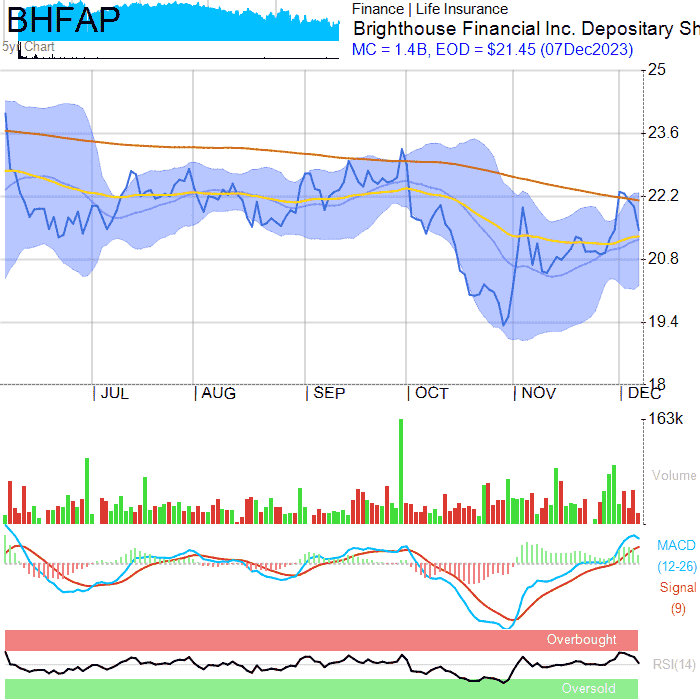 BHFAP
5yr Chart
Finance | Life Insurance
Brighthouse Financial Inc. Depositary Sh
MC = 1.4B, EOD = $21.45 (07Dec2023)
25
23.6
22.2
20.8
19.4
18
JUL AUG SEP OCT NOV DEC
163k
Volume
MACD
(12-26)
Signal
(9)
Overbought
RSI(14)
Oversold